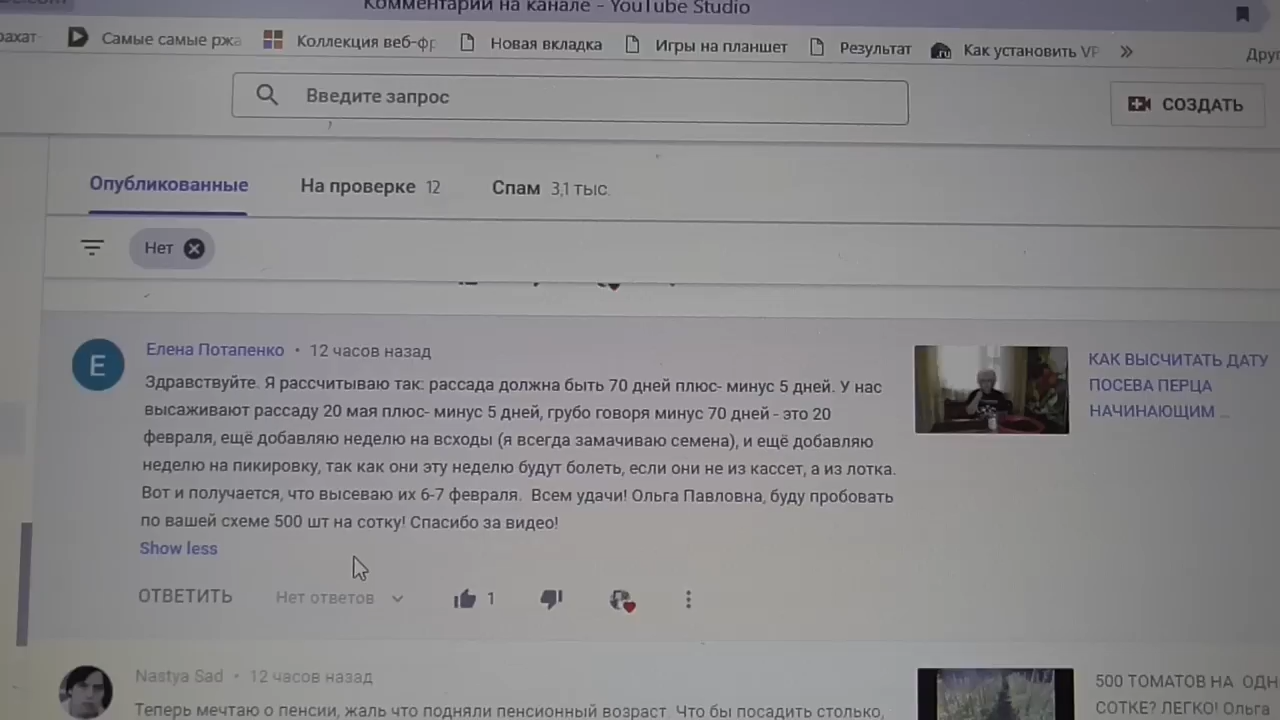 Комментарии на канале - YouTube Studio
Самые самые ржа
Коллекция веб-фр
Новая вкладка
Игры на планшет
Результат
Как установить VP
»
Друг
Введите запрос
СОЗДАТЬ
Опубликованные
На проверке 12
Спам 3,1 тыс.
Нет
Елена Потапенко • 12 часов назад
Е
Здравствуйте. Я рассчитываю так: рассада должна быть 70 дней плюс- минус 5 дней. У нас
высаживают рассаду 20 мая плюс- минус 5 дней, грубо говоря минус 70 дней - это 20
февраля, ещё добавляю неделю на всходы (я всегда замачиваю семена), и ещё добавляю
неделю на пикировку, так как они эту неделю будут болеть, если они не из кассет, а из лотка.
Вот и получается, что высеваю их 6-7 февраля. Всем удачи! Ольга Павловна, буду пробовать
по вашей схеме 500 шт на сотку! Спасибо за видео!
Show less
ОТВЕТИТЬ
Нет ответов
1
КАК ВЫСЧИТАТЬ ДАТУ
ПОСЕВА ПЕРЦА
НАЧИНАЮЩИМ ...
Nastya Sad • 12 часов назад
Теперь мечтаю о пенсии, жаль что подняли пенсионный возраст. Что бы посадить столько,
500 ТОМАТОВ НА ОДН
СОТКЕ? ЛЕГКО! Ольга